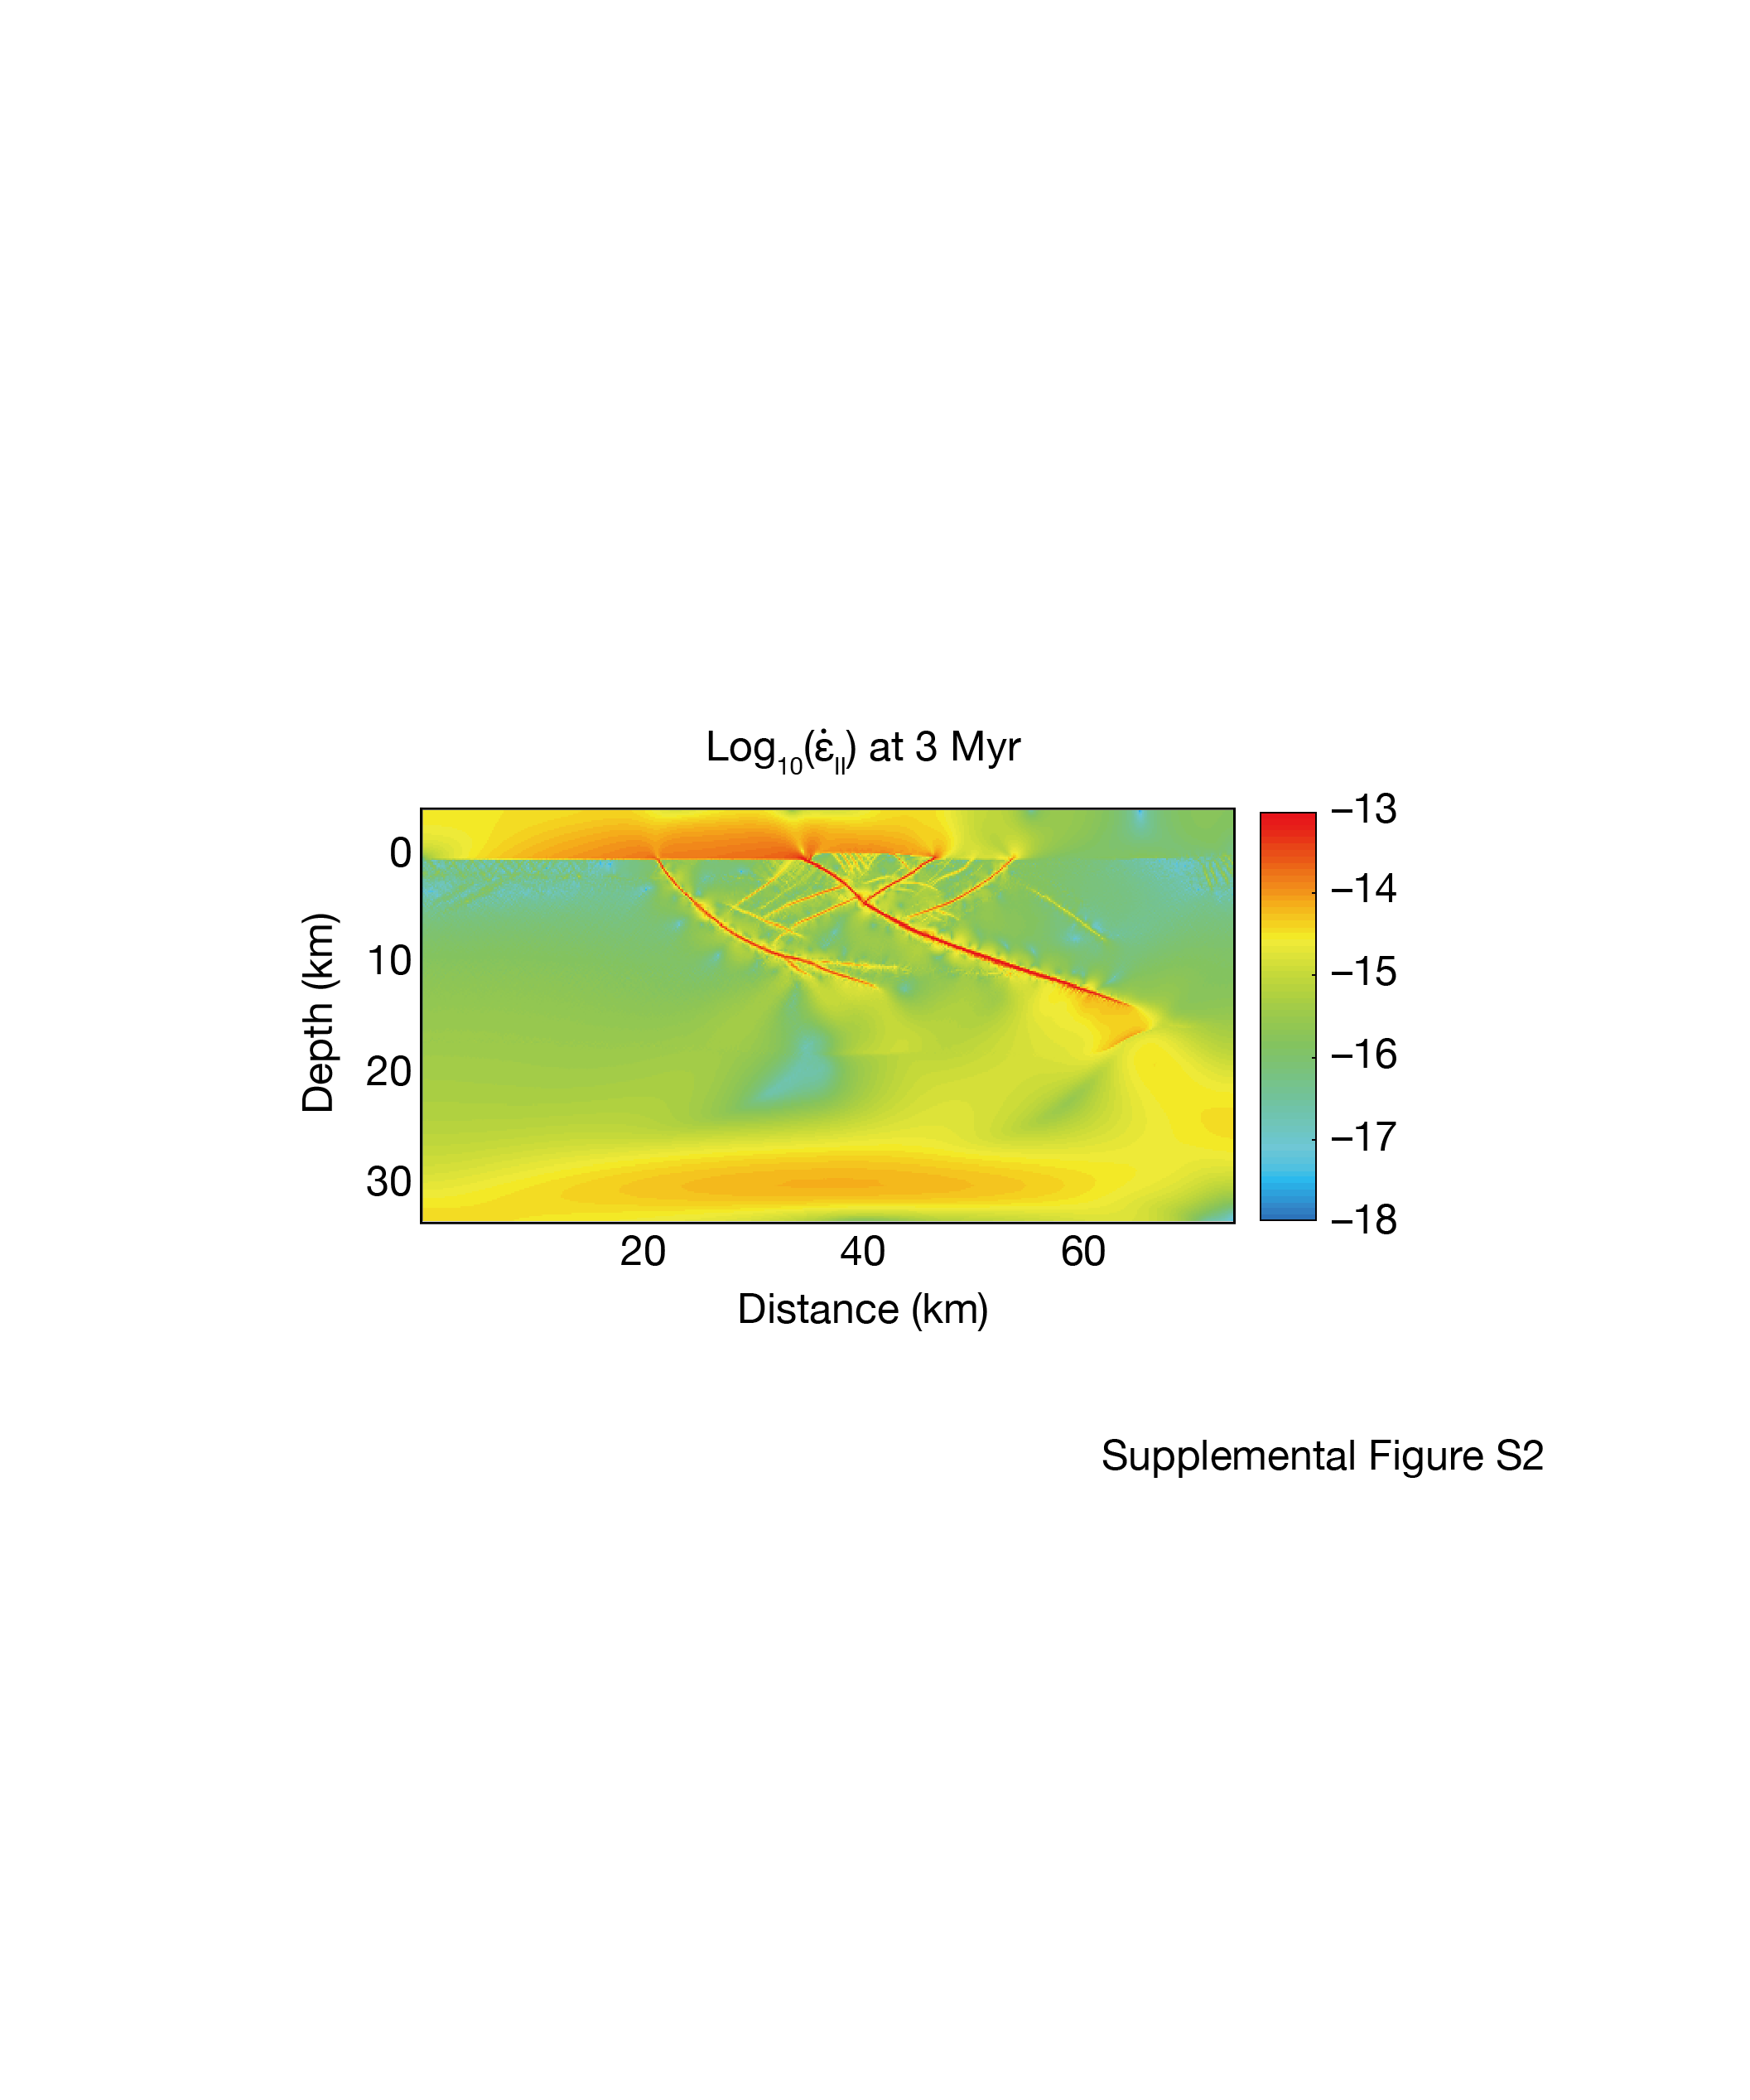 Log₁₀(ε̇ᵢᵢ) at 3 Myr
0
10
20
30
Depth (km)
20 40 60
Distance (km)
–13
–14
–15
–16
–17
–18
Supplemental Figure S2